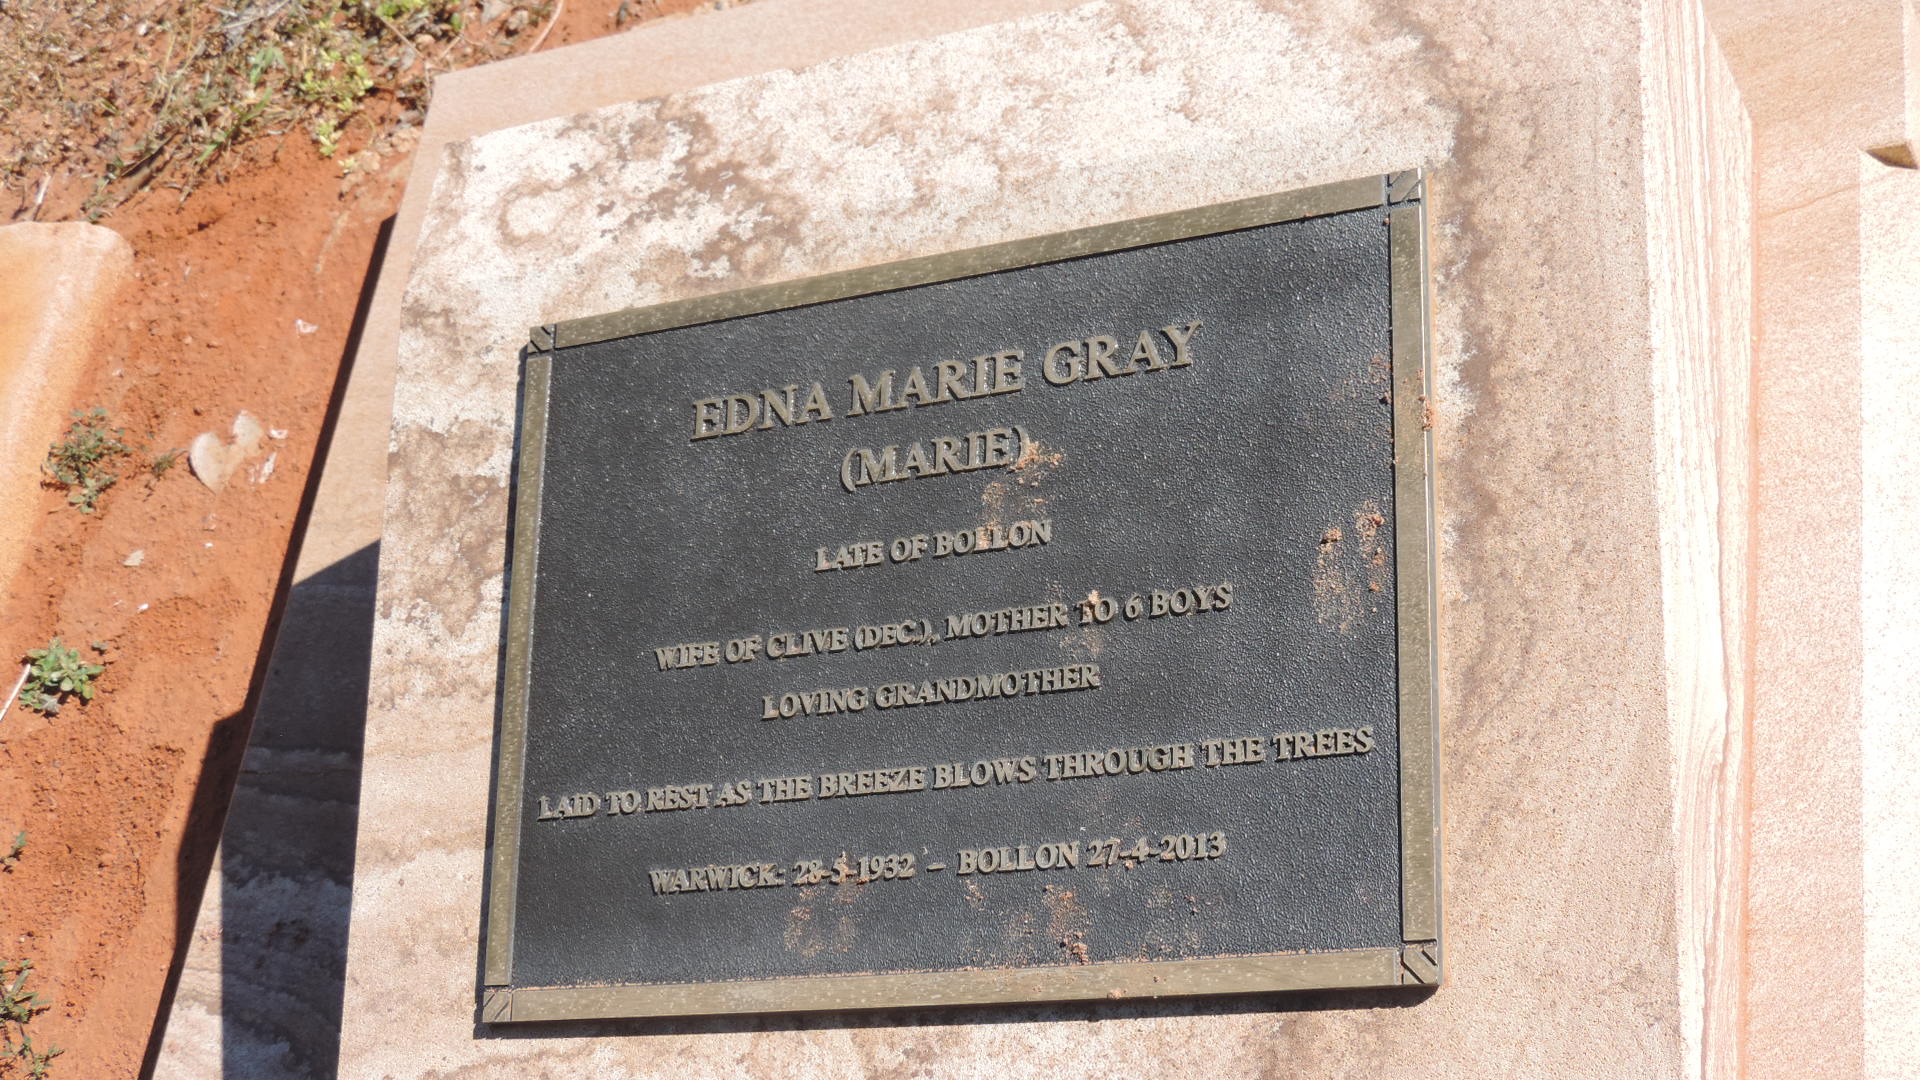 EDNA MARIE GRAY
(MARIE)
LATE OF BOLLON
WIFE OF CLIVE (DEC.), MOTHER TO 6 BOYS
LOVING GRANDMOTHER
LAID TO REST AS THE BREEZE BLOWS THROUGH THE TREES
WARWICK: 28-5-1932 – BOLLON 27-4-2013